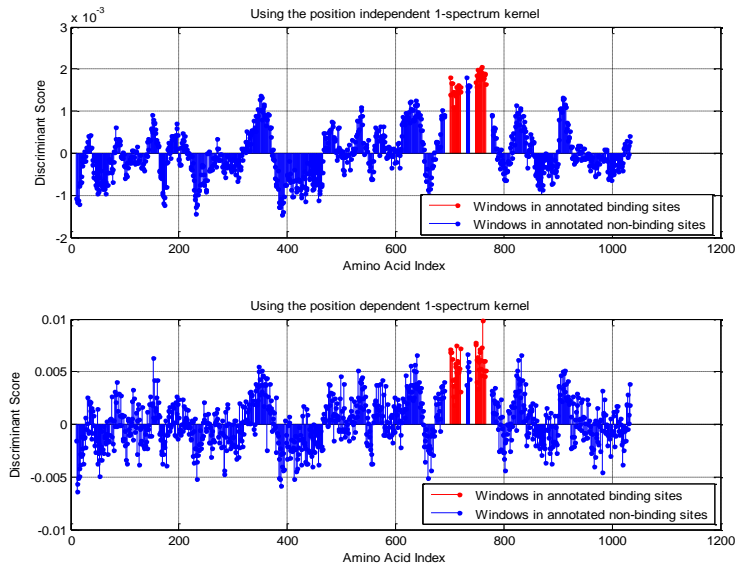 Using the position independent 1-spectrum kernel
x 10^-3
3
2
1
0
-1
-2
Discriminant Score
Windows in annotated binding sites
Windows in annotated non-binding sites
0 200 400 600 800 1000 1200
Amino Acid Index
Using the position dependent 1-spectrum kernel
0.01
0.005
0
-0.005
-0.01
Discriminant Score
Windows in annotated binding sites
Windows in annotated non-binding sites
0 200 400 600 800 1000 1200
Amino Acid Index